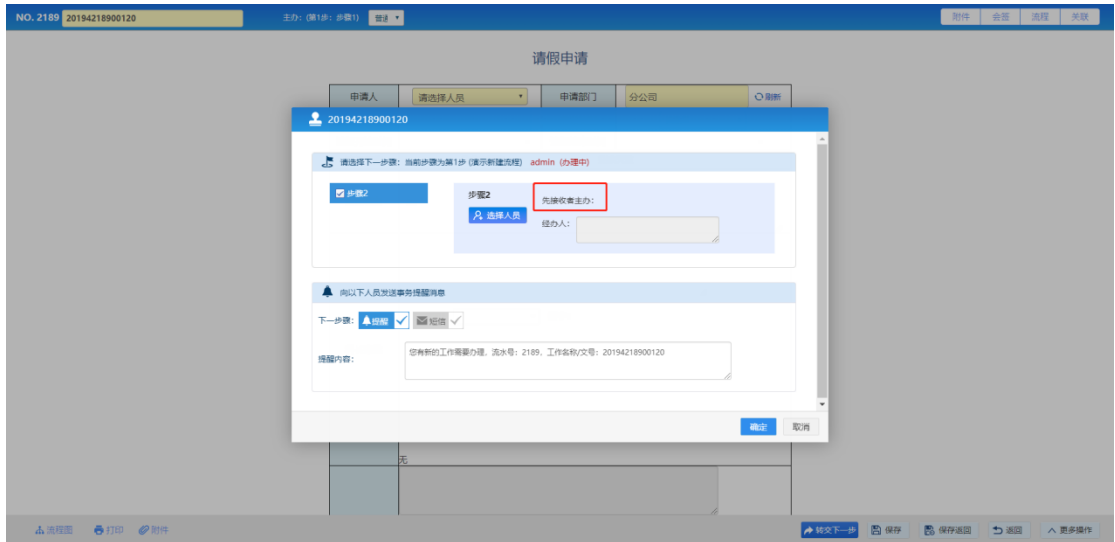 NO. 2189 20194218900120 主办: (第1步: 步骤1) 普通 附件 会签 流程 关联
请假申请
申请人 请选择人员 申请部门 分公司 刷新
20194218900120
请选择下一步骤: 当前步骤为第1步 (演示新建流程) admin (办理中)
步骤2
步骤2
先接收者主办:
选择人员
经办人:
向以下人员发送事务提醒消息
下一步骤: 提醒 短信
提醒内容: 您有新的工作需要办理, 流水号: 2189, 工作名称/文号: 20194218900120
确定 取消
无
流程图 打印 附件 转交下一步 保存 保存返回 返回 更多操作